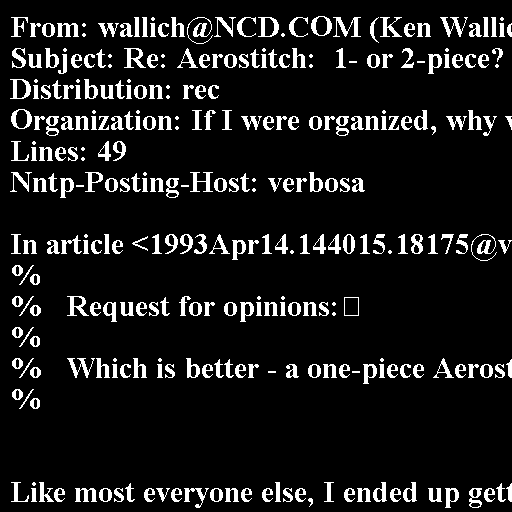 From: wallich@NCD.COM (Ken Wallic
Subject: Re: Aerostitch:  1- or 2-piece?
Distribution: rec
Organization: If I were organized, why
Lines: 49
Nntp-Posting-Host: verbosa
In article <1993Apr14.144015.18175@v
%
%   Request for opinions:
%
%   Which is better - a one-piece Aerost
%
Like most everyone else, I ended up gett